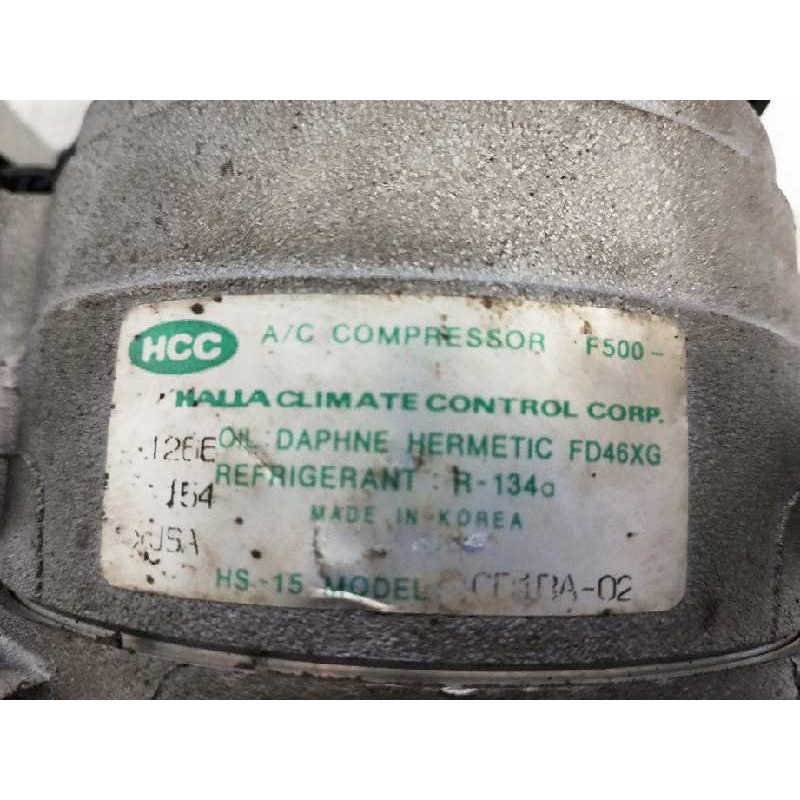 HCC A/C COMPRESSOR F500-
HALLA CLIMATE CONTROL CORP.
OIL DAPHNE HERMETIC FD46XG
REFRIGERANT : R-134a
154
MADE IN KOREA
HS-15 MODEL